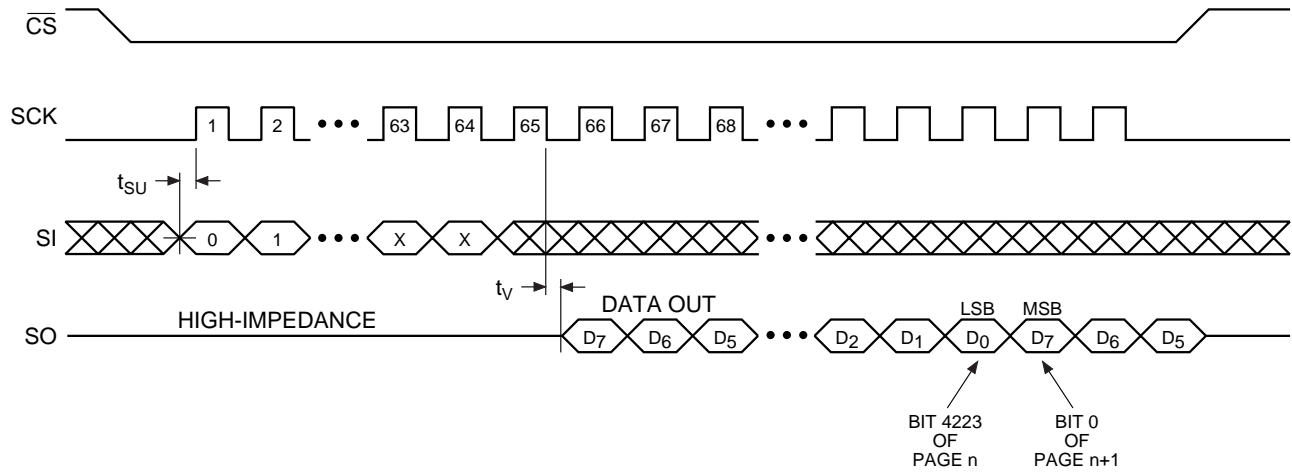 CS
SCK
1 2 ••• 63 64 65 66 67 68 •••
tSU
SI
0 1 ••• X X •••
tV
DATA OUT
LSB MSB
HIGH-IMPEDANCE
SO
D7 D6 D5 ••• D2 D1 D0 D7 D6 D5
BIT 4223
OF
PAGE n
BIT 0
OF
PAGE n+1